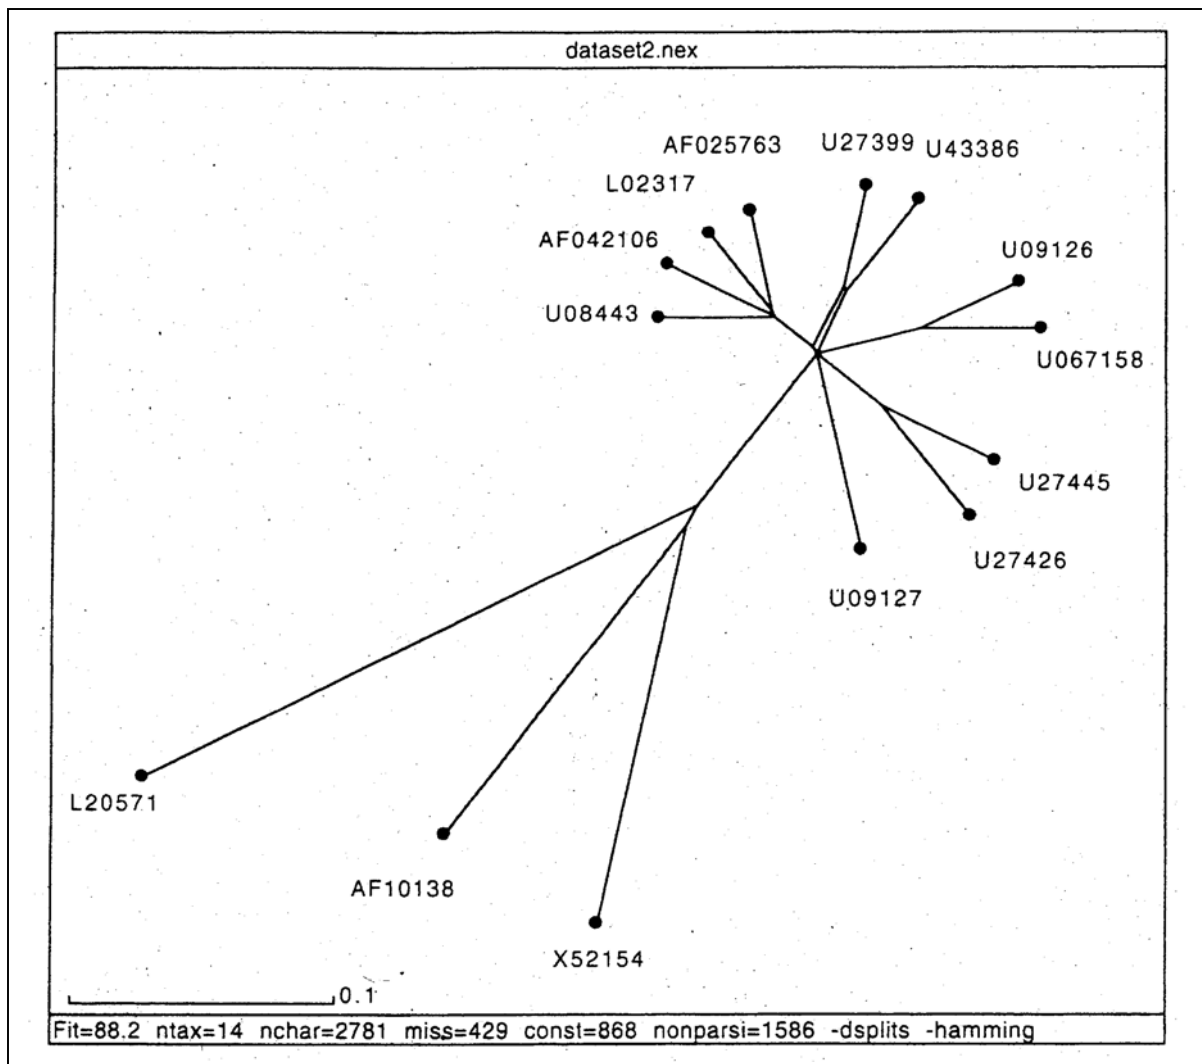 dataset2.nex
AF025763
U27399
U43386
L02317
AF042106
U09126
U08443
U067158
U27445
U27426
U09127
L20571
AF10138
X52154
0.1
Fit=88.2 ntax=14 nchar=2781 miss=429 const=868 nonparsi=1586 -dsplits -hamming